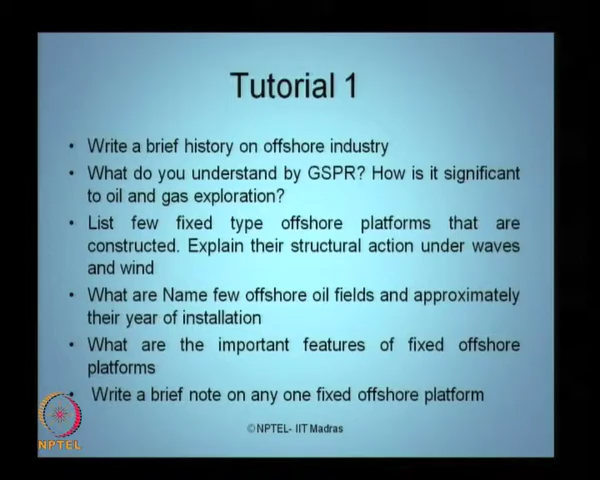 Tutorial 1
• Write a brief history on offshore industry
• What do you understand by GSPR? How is it significant
to oil and gas exploration?
• List few fixed type offshore platforms that are
constructed. Explain their structural action under waves
and wind
• What are Name few offshore oil fields and approximately
their year of installation
• What are the important features of fixed offshore
platforms
• Write a brief note on any one fixed offshore platform
NPTEL
©NPTEL- IIT Madras